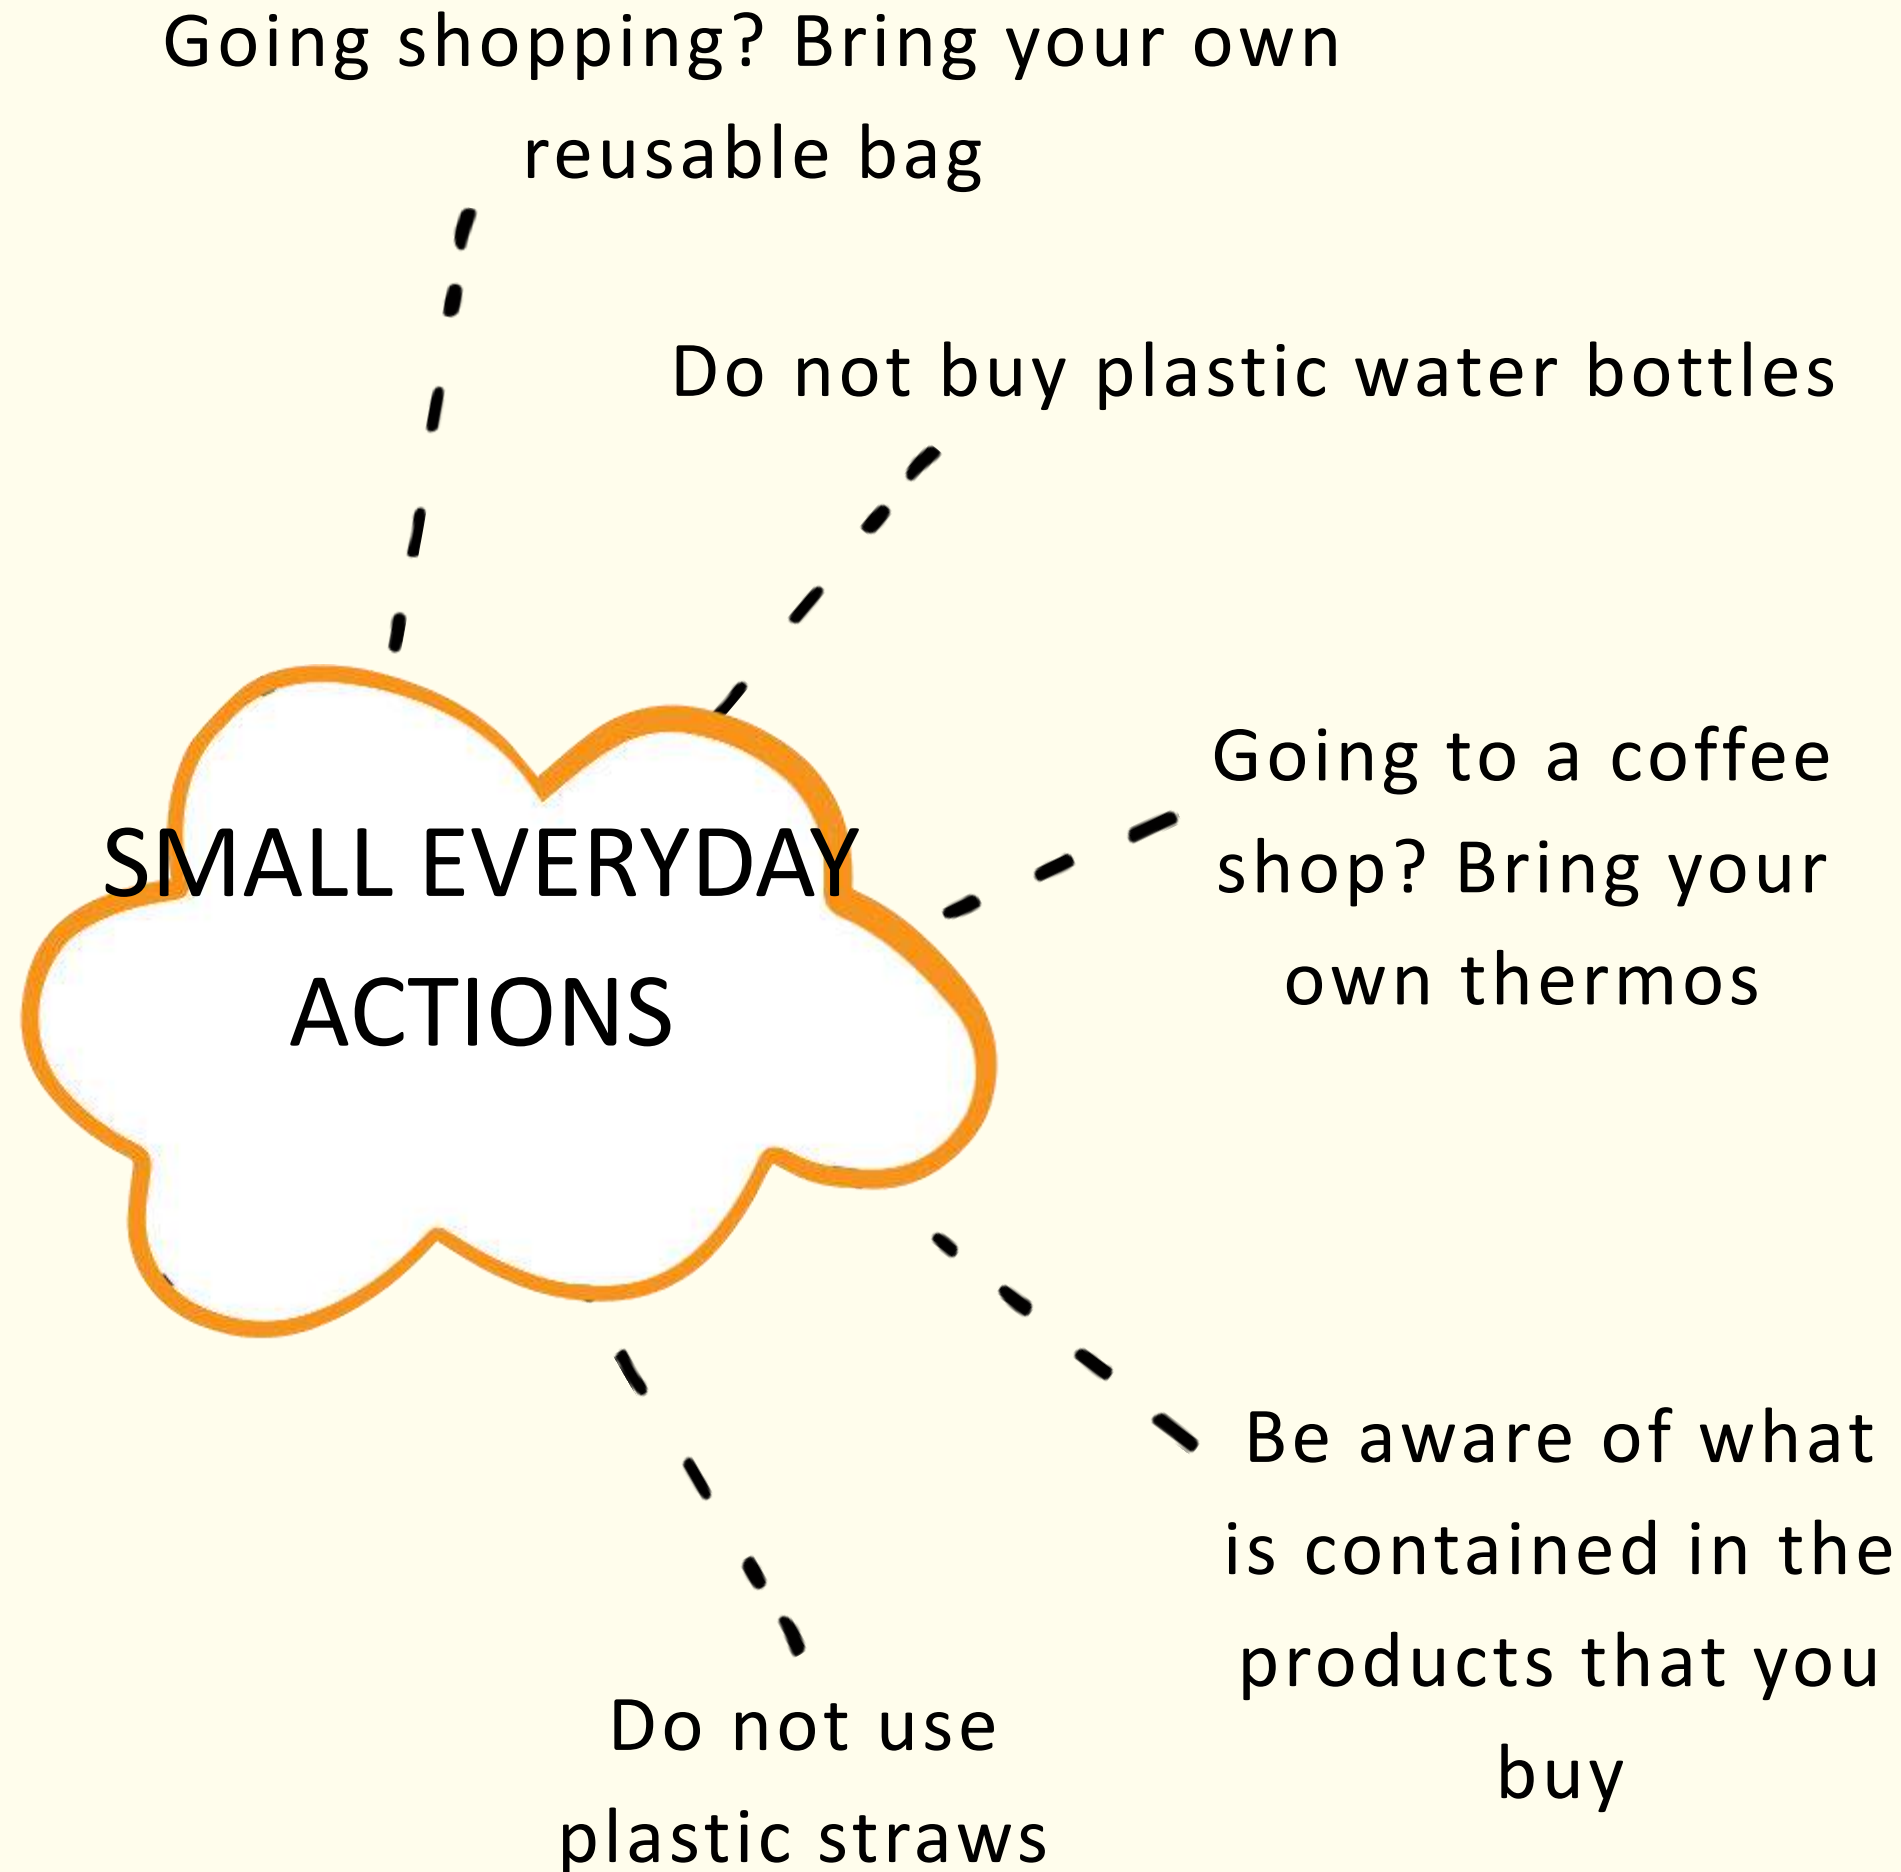 Going shopping? Bring your own
reusable bag
Do not buy plastic water bottles
Going to a coffee
shop? Bring your
own thermos
SMALL EVERYDAY
ACTIONS
Be aware of what
is contained in the
products that you
buy
Do not use
plastic straws